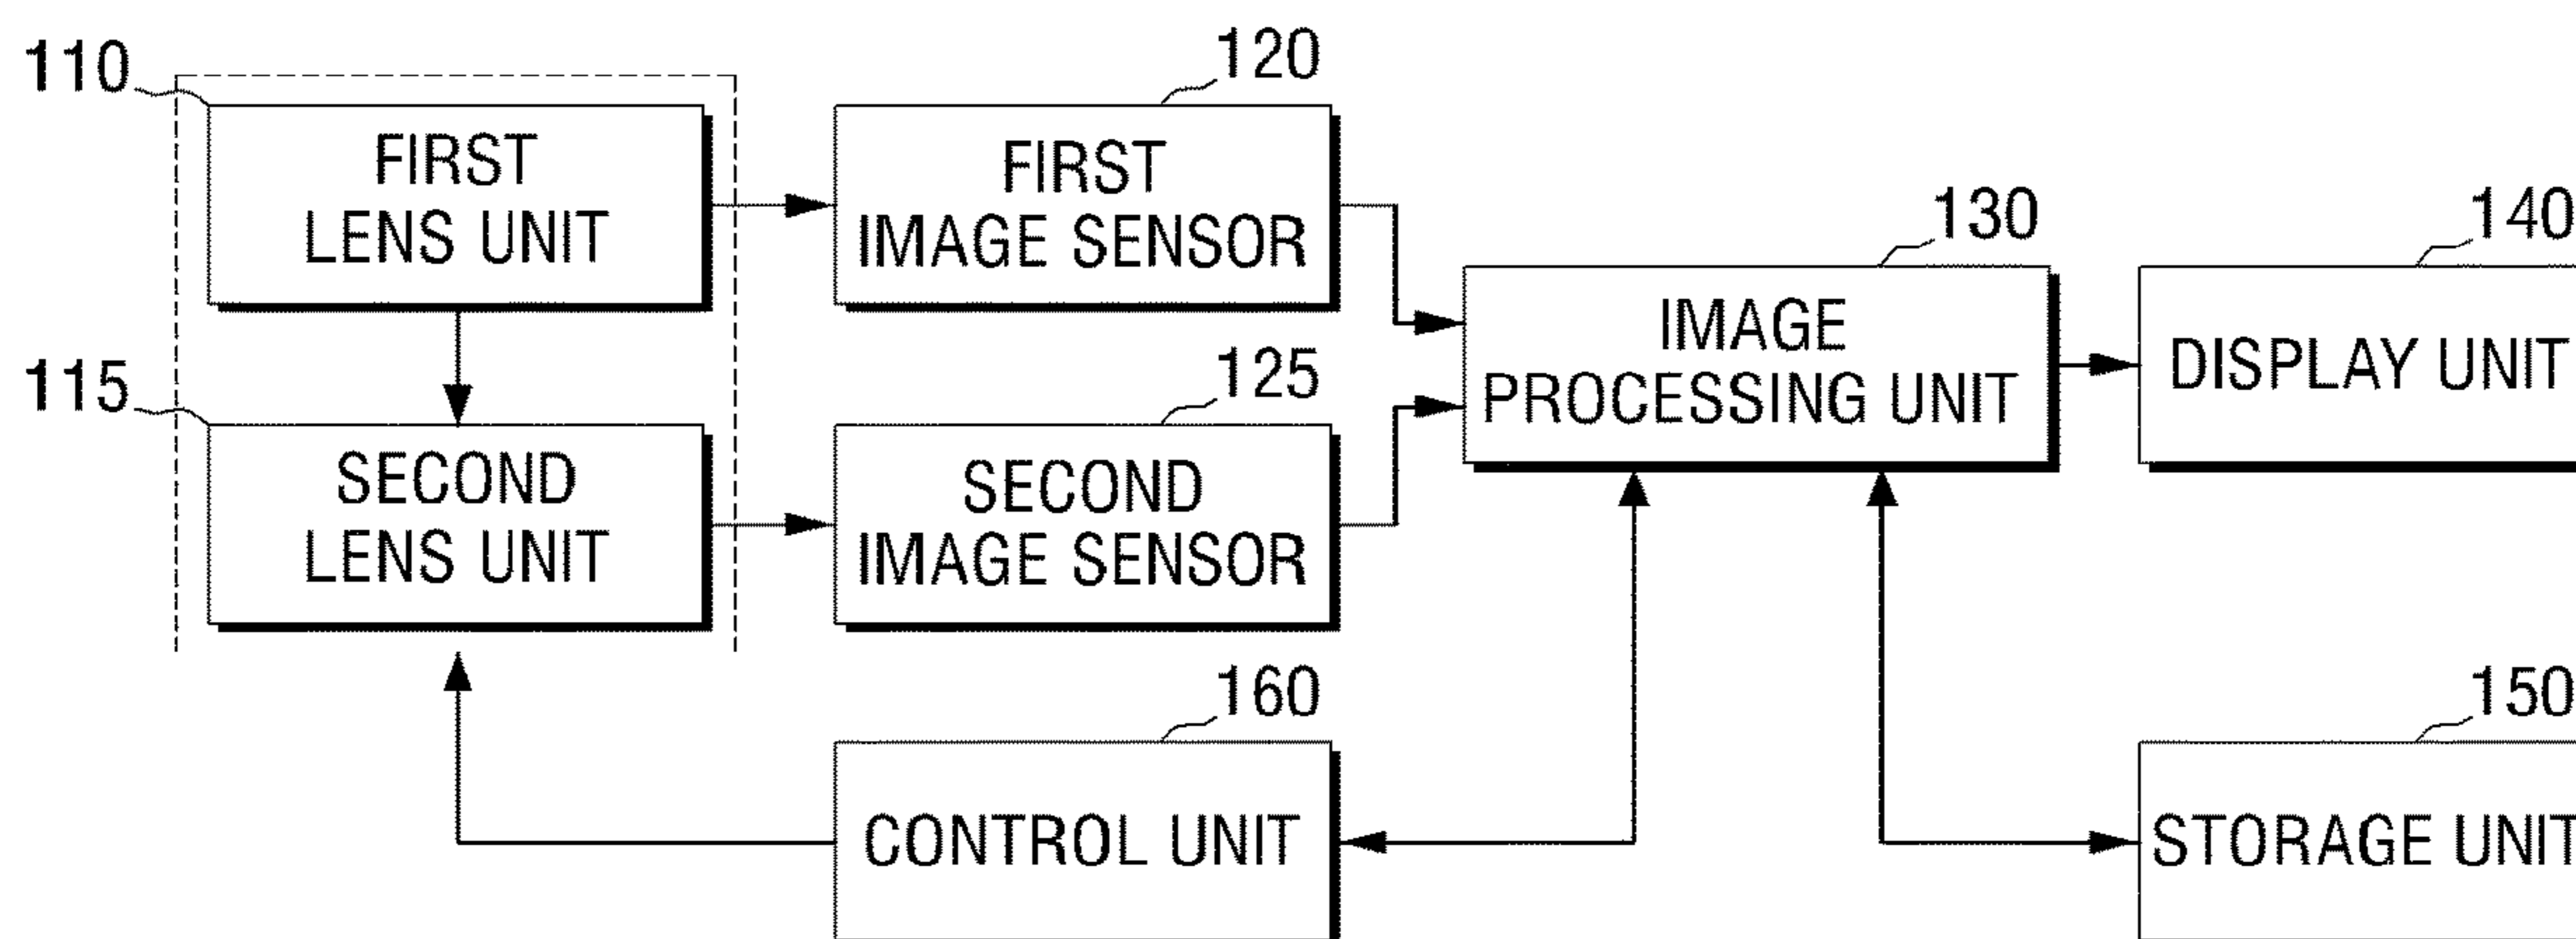 110
FIRST
LENS UNIT
120
FIRST
IMAGE SENSOR
115
SECOND
LENS UNIT
125
SECOND
IMAGE SENSOR
130
IMAGE
PROCESSING UNIT
140
DISPLAY UNIT
160
CONTROL UNIT
150
STORAGE UNIT